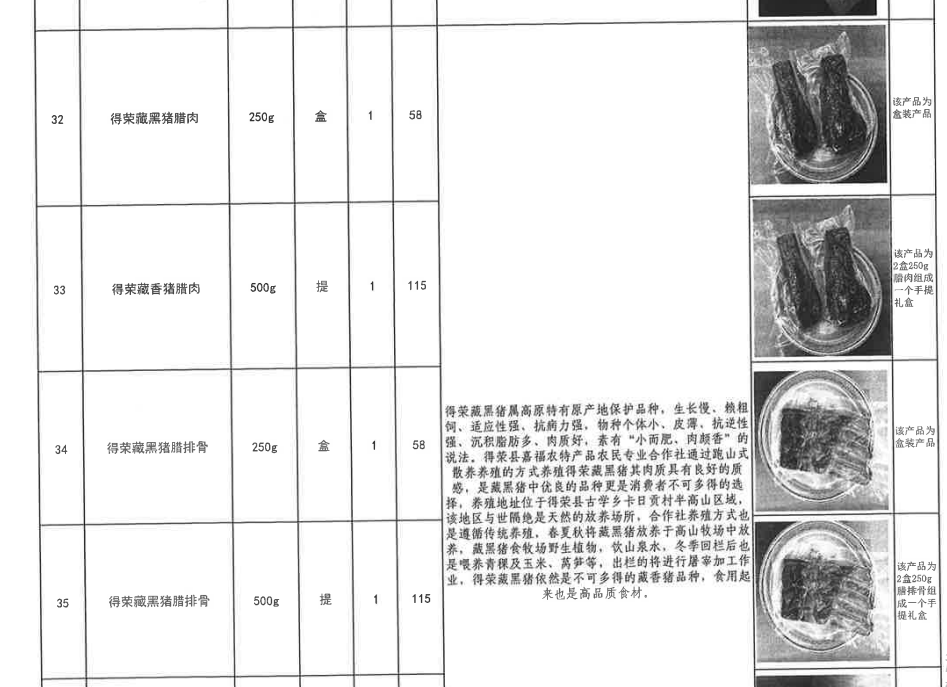 32
得荣藏黑猪腊肉
250g
盒
1
58
该产品为
盒装产品
33
得荣藏香猪腊肉
500g
提
1
115
该产品为
2盒250g
腊肉组成
一个手提
礼盒
34
得荣藏黑猪腊排骨
250g
盒
1
58
该产品为
盒装产品
35
得荣藏黑猪腊排骨
500g
提
1
115
该产品为
2盒250g
腊排骨组
成一个手
提礼盒
得荣藏黑猪属高原特有原产地保护品种，生长慢、赖粗
饲、适应性强、抗病力强，物种个体小、皮薄、抗逆性
强、沉积脂肪多、肉质好，素有“小而肥、肉颇香”的
说法。得荣县嘉福农特产品农民专业合作社通过跑山式
散养养殖的方式养殖得荣藏黑猪其肉质具有良好的质
感，是藏黑猪中优良的品种更是消费者不可多得的选
择，养殖地址位于得荣县古学乡卡日贡村半高山区域，
该地区与世隔绝是天然的放养场所，合作社养殖方式也
是遵循传统养殖，春夏秋将藏黑猪放养于高山牧场中放
养，藏黑猪食牧场野生植物，饮山泉水，冬季回栏后也
是喂养青稞及玉米、莴笋等，出栏的将进行屠宰加工作
业，得荣藏黑猪依然是不可多得的藏香猪品种，食用起
来也是高品质食材。